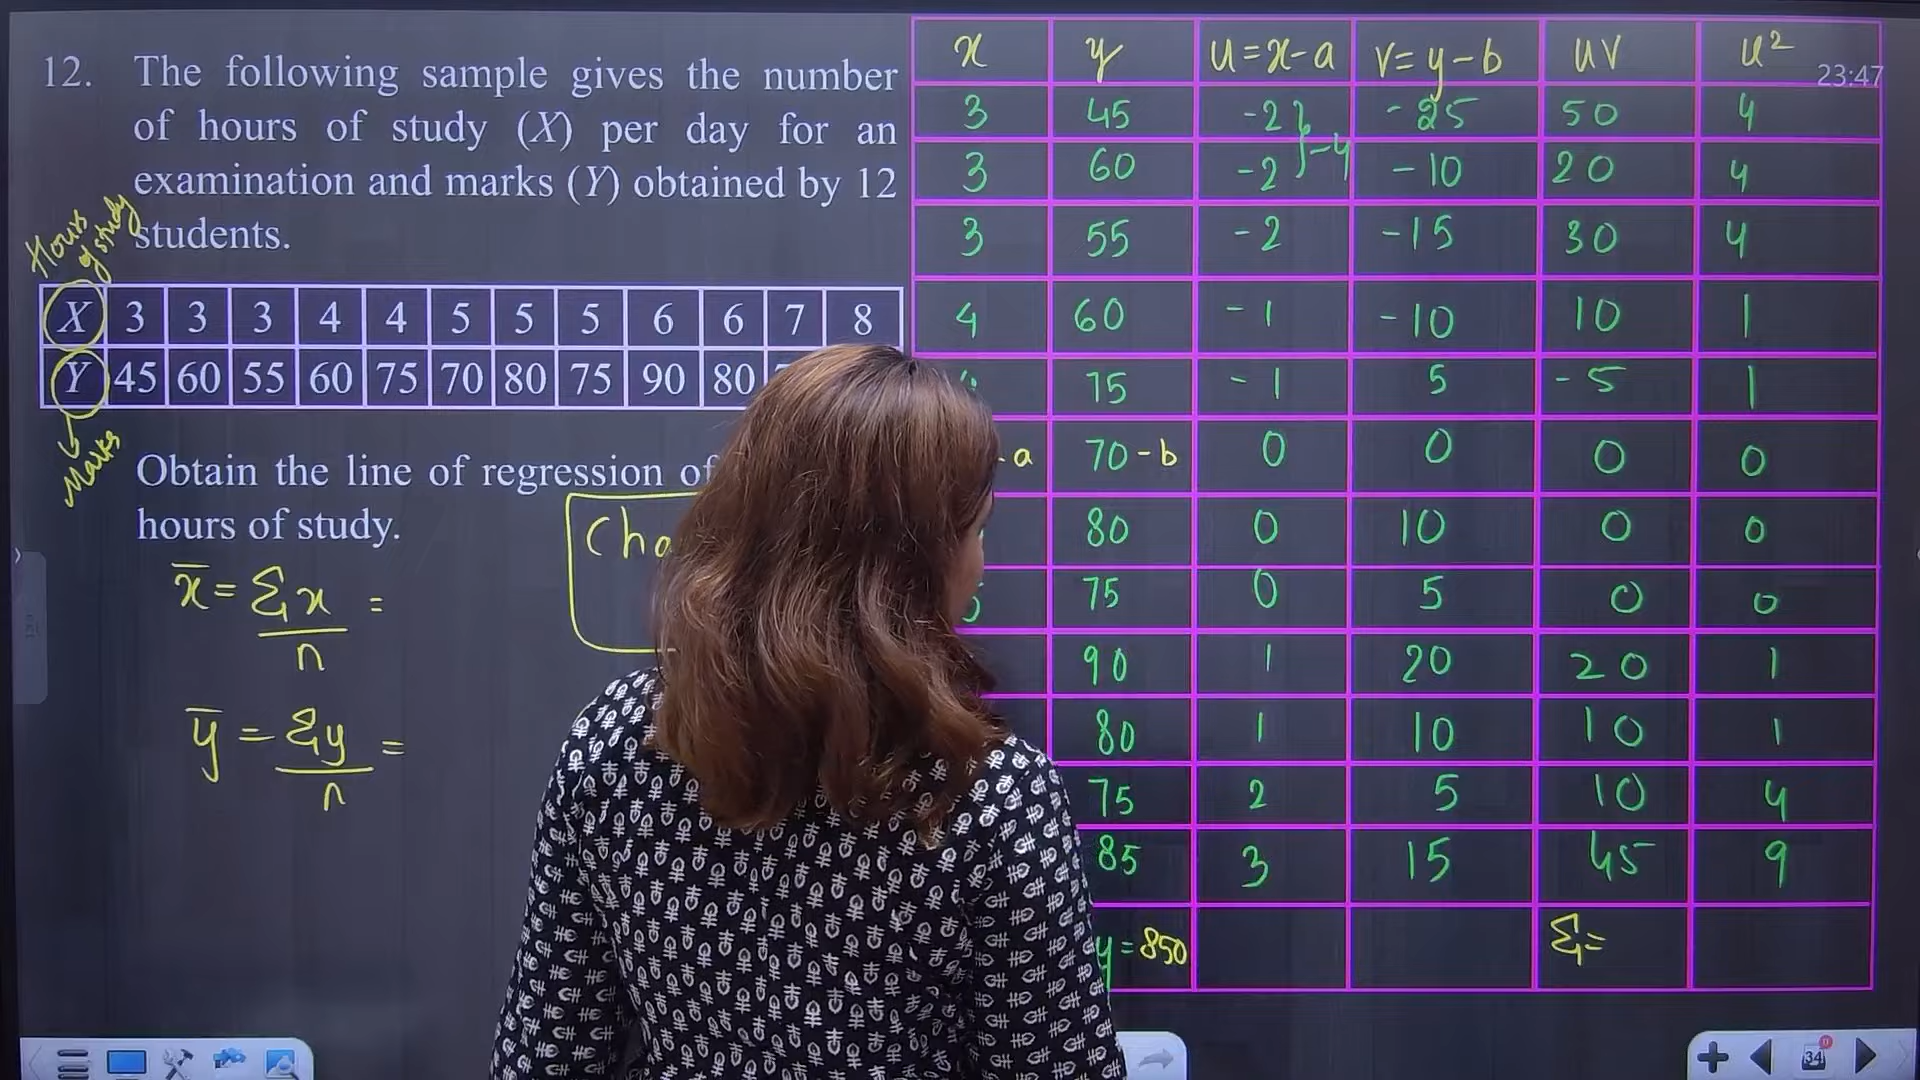 12. The following sample gives the number
of hours of study (X) per day for an
examination and marks (Y) obtained by 12
students.
Hours
of study
X 3 3 3 4 4 5 5 5 6 6 7 8
Y 45 60 55 60 75 70 80 75 90 80
Marks
Obtain the line of regression of
hours of study.
Cha
x̄ = Σx =
n
ȳ = Σy =
n
x y u=x-a v=y-b uv u²
23:47
3 45 -2 -25 50 4
3 60 -2 -10 20 4
-4
3 55 -2 -15 30 4
4 60 -1 -10 10 1
75 -1 5 -5 1
-a 70-b 0 0 0 0
80 0 10 0 0
75 0 5 0 0
90 1 20 20 1
80 1 10 10 1
75 2 5 10 4
85 3 15 45 9
y=850 Σ=
34